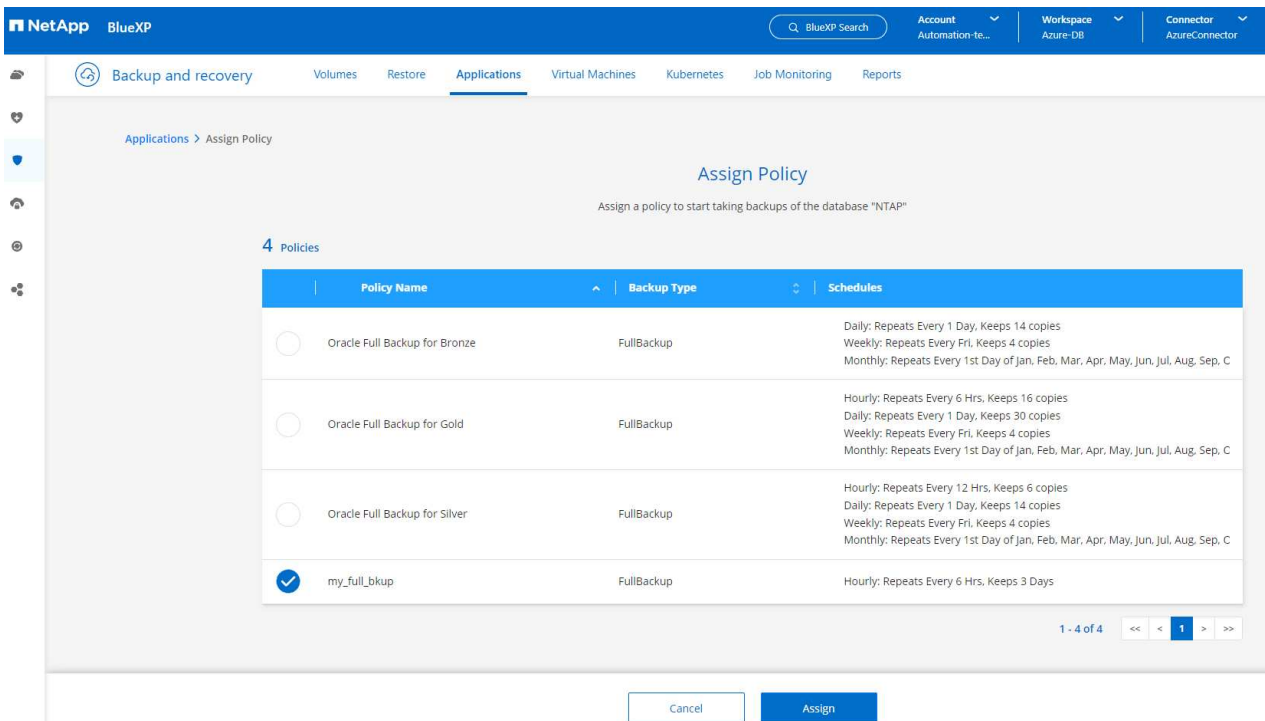 NetApp BlueXP
BlueXP Search
Account
Automation-te...
Workspace
Azure-DB
Connector
AzureConnector
Backup and recovery
Volumes Restore Applications Virtual Machines Kubernetes Job Monitoring Reports
Applications > Assign Policy
Assign Policy
Assign a policy to start taking backups of the database "NTAP"
4 Policies
Policy Name Backup Type Schedules
Oracle Full Backup for Bronze FullBackup
Daily: Repeats Every 1 Day, Keeps 14 copies
Weekly: Repeats Every Fri, Keeps 4 copies
Monthly: Repeats Every 1st Day of Jan, Feb, Mar, Apr, May, Jun, Jul, Aug, Sep, O
Oracle Full Backup for Gold FullBackup
Hourly: Repeats Every 6 Hrs, Keeps 16 copies
Daily: Repeats Every 1 Day, Keeps 30 copies
Weekly: Repeats Every Fri, Keeps 4 copies
Monthly: Repeats Every 1st Day of Jan, Feb, Mar, Apr, May, Jun, Jul, Aug, Sep, O
Oracle Full Backup for Silver FullBackup
Hourly: Repeats Every 12 Hrs, Keeps 6 copies
Daily: Repeats Every 1 Day, Keeps 14 copies
Weekly: Repeats Every Fri, Keeps 4 copies
Monthly: Repeats Every 1st Day of Jan, Feb, Mar, Apr, May, Jun, Jul, Aug, Sep, O
my_full_bkup FullBackup Hourly: Repeats Every 6 Hrs, Keeps 3 Days
1 - 4 of 4 << < 1 > >>
Cancel Assign